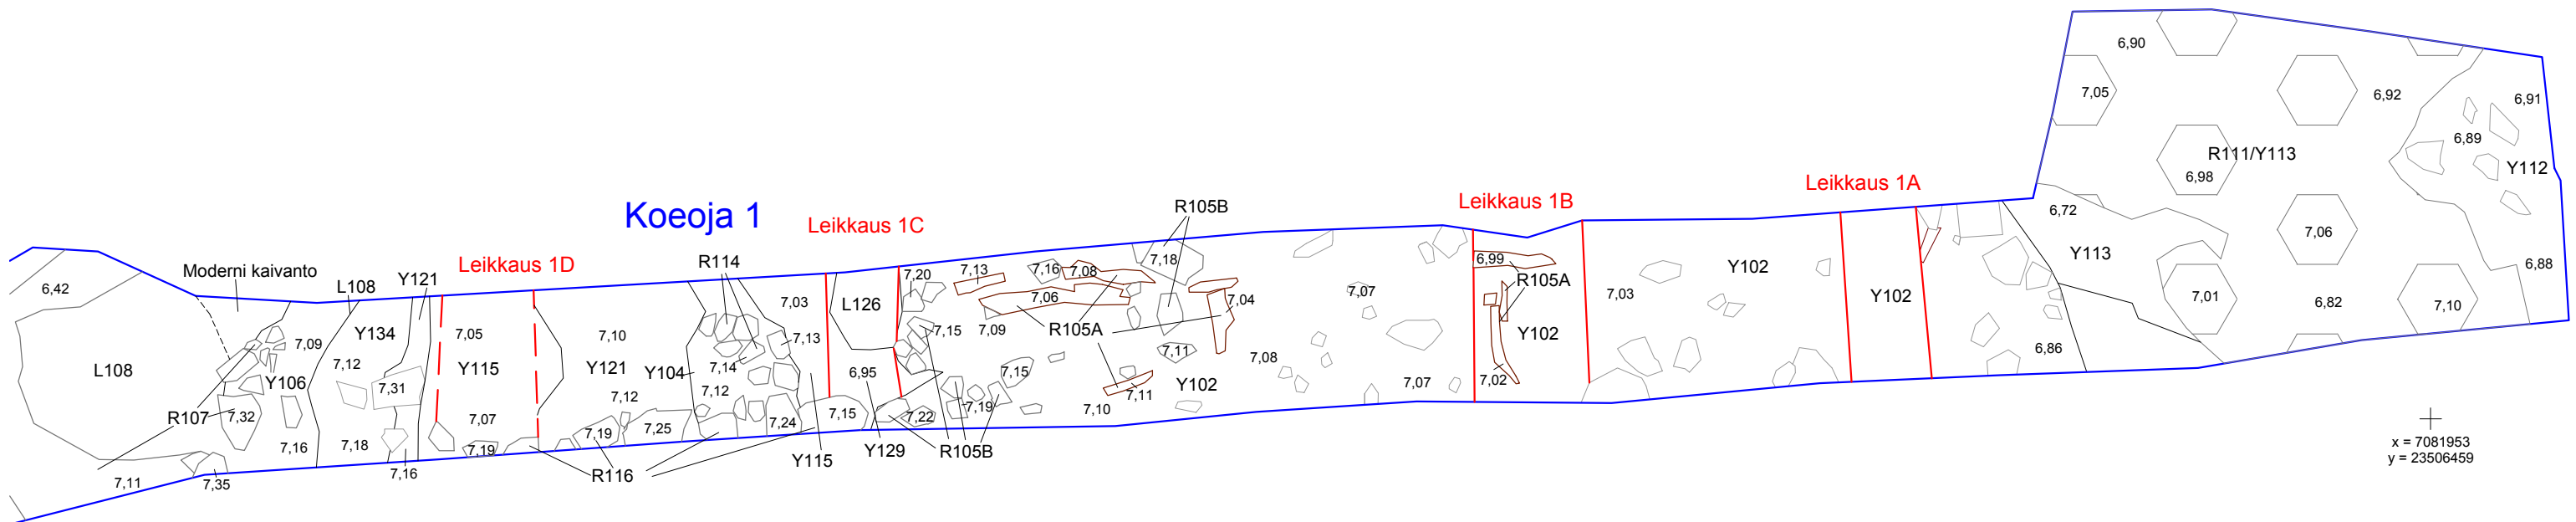 6,90
7,05
6,92
6,91
6,89
R111/Y113
Y112
6,98
Leikkaus 1A
Leikkaus 1B
R105B
6,72
Koeoja 1
Leikkaus 1C
7,06
Y113
Leikkaus 1D
R114
7,18
6,99
Y102
6,88
Moderni kaivanto
Y121
L108
7,20
7,13
7,16
7,08
R105A
6,42
7,03
L126
7,06
7,04
7,07
7,03
Y102
7,01
6,82
7,10
7,09
Y134
7,05
7,10
7,13
7,15
7,09
R105A
Y102
6,86
L108
7,12
Y115
Y121
Y104
7,14
6,95
7,15
7,11
7,08
Y106
7,31
7,12
7,12
7,02
7,07
Y102
7,11
R107
7,32
7,07
7,15
7,22
7,19
7,10
7,16
7,18
7,19
7,19
7,25
7,24
R116
Y115
Y129
R105B
7,11
7,35
7,16
x = 7081953
y = 23506459